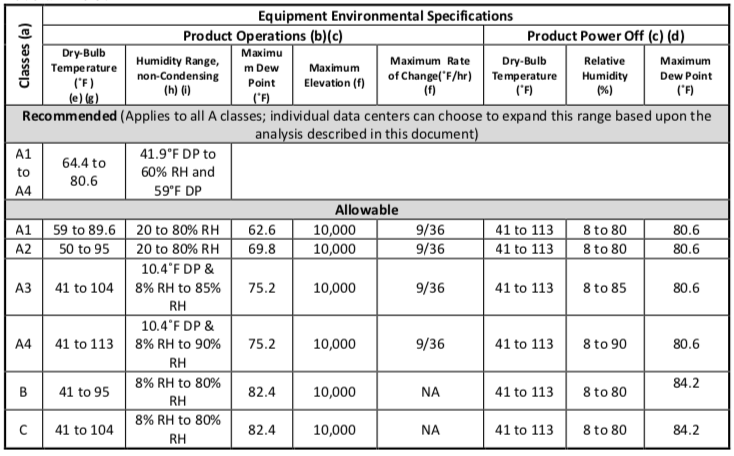 Classes (a)
Equipment Environmental Specifications
Product Operations (b)(c)
Product Power Off (c) (d)
Dry-Bulb
Temperature
(˚F)
(e) (g)
Humidity Range,
non-Condensing
(h) (i)
Maximu
m Dew
Point
(˚F)
Maximum
Elevation (f)
Maximum Rate
of Change(˚F/hr)
(f)
Dry-Bulb
Temperature
(˚F)
Relative
Humidity
(%)
Maximum
Dew Point
(˚F)
Recommended (Applies to all A classes; individual data centers can choose to expand this range based upon the
analysis described in this document)
A1
to
A4
64.4 to
80.6
41.9˚F DP to
60% RH and
59˚F DP
Allowable
A1 59 to 89.6 20 to 80% RH 62.6 10,000 9/36 41 to 113 8 to 80 80.6
A2 50 to 95 20 to 80% RH 69.8 10,000 9/36 41 to 113 8 to 80 80.6
A3 41 to 104
10.4˚F DP &
8% RH to 85%
RH
75.2 10,000 9/36 41 to 113 8 to 85 80.6
A4 41 to 113
10.4˚F DP &
8% RH to 90%
RH
75.2 10,000 9/36 41 to 113 8 to 90 80.6
B 41 to 95
8% RH to 80%
RH
82.4 10,000 NA 41 to 113 8 to 80 84.2
C 41 to 104
8% RH to 80%
RH
82.4 10,000 NA 41 to 113 8 to 80 84.2